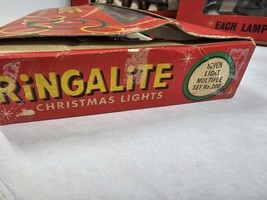 EACH LAMP
RiNGALiTE
CHRISTMAS LIGHTS
SEVEN
LIGHT
MULTIPLE
SET No. 200